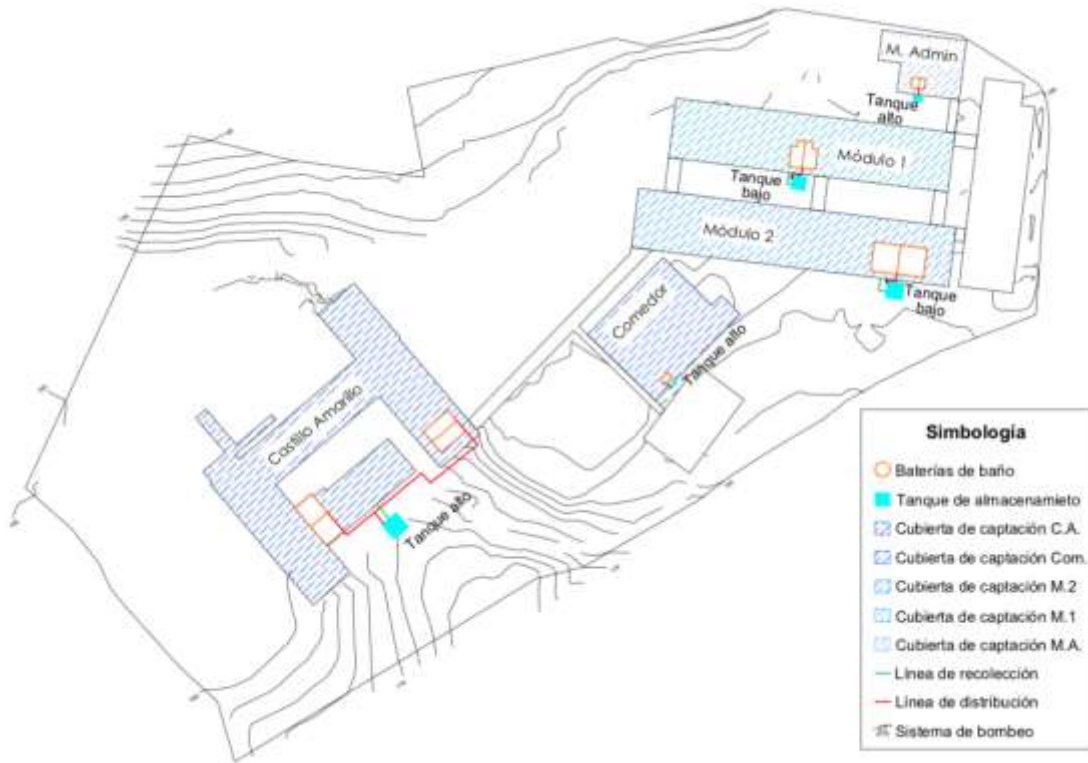 M. Admin
Tanque
alto
Módulo 1
Tanque
bajo
Módulo 2
Tanque
bajo
Comedor
Tanque alto
Castillo Amarillo
Tanque alto
Simbología
Baterías de baño
Tanque de almacenamieto
Cubierta de captación C.A.
Cubierta de captación Com.
Cubierta de captación M.2
Cubierta de captación M.1
Cubierta de captación M.A.
Línea de recolección
Línea de distribución
Sistema de bombeo